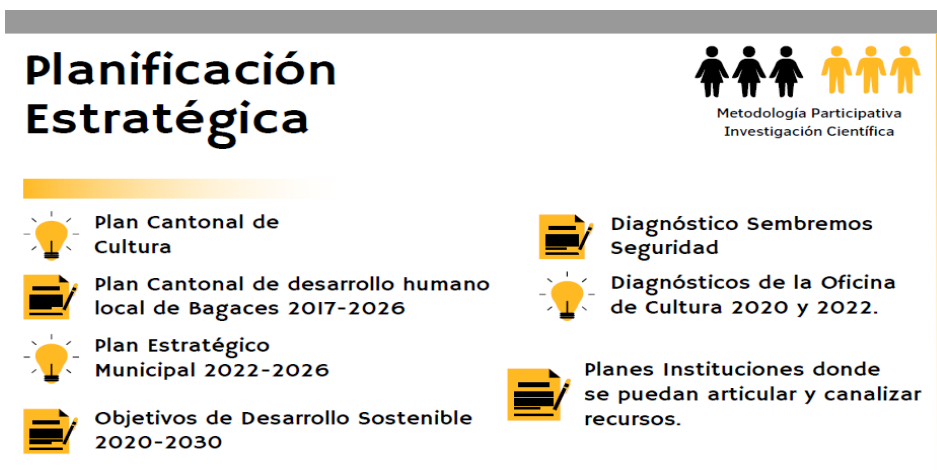 Planificación
Estratégica
Metodología Participativa
Investigación Científica
Plan Cantonal de
Cultura
Plan Cantonal de desarrollo humano
local de Bagaces 2017-2026
Plan Estratégico
Municipal 2022-2026
Objetivos de Desarrollo Sostenible
2020-2030
Diagnóstico Sembremos
Seguridad
Diagnósticos de la Oficina
de Cultura 2020 y 2022.
Planes Instituciones donde
se puedan articular y canalizar
recursos.